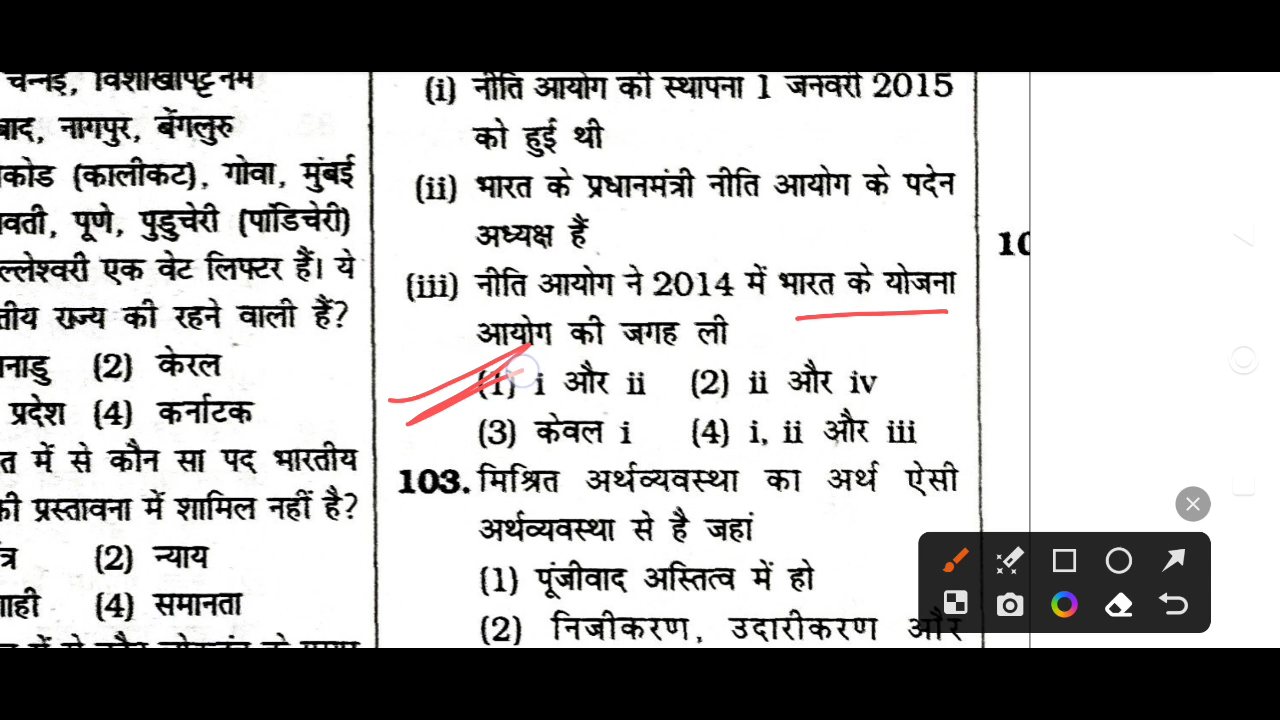 चेन्नई, विशाखापट्टनम
बाद, नागपुर, बेंगलुरु
कोड (कालीकट), गोवा, मुंबई
वती, पूणे, पुडुचेरी (पांडिचेरी)
ल्लेश्वरी एक वेट लिफ्टर हैं। ये
तीय राज्य की रहने वाली हैं?
नाडु (2) केरल
प्रदेश (4) कर्नाटक
त में से कौन सा पद भारतीय
की प्रस्तावना में शामिल नहीं है?
त्र (2) न्याय
गाही (4) समानता
(i) नीति आयोग की स्थापना 1 जनवरी 2015
को हुई थी
(ii) भारत के प्रधानमंत्री नीति आयोग के पदेन
अध्यक्ष हैं
(iii) नीति आयोग ने 2014 में भारत के योजना
आयोग की जगह ली
(1) i और ii (2) ii और iv
(3) केवल i (4) i, ii और iii
103. मिश्रित अर्थव्यवस्था का अर्थ ऐसी
अर्थव्यवस्था से है जहां
(1) पूंजीवाद अस्तित्व में हो
(2) निजीकरण, उदारीकरण और
10